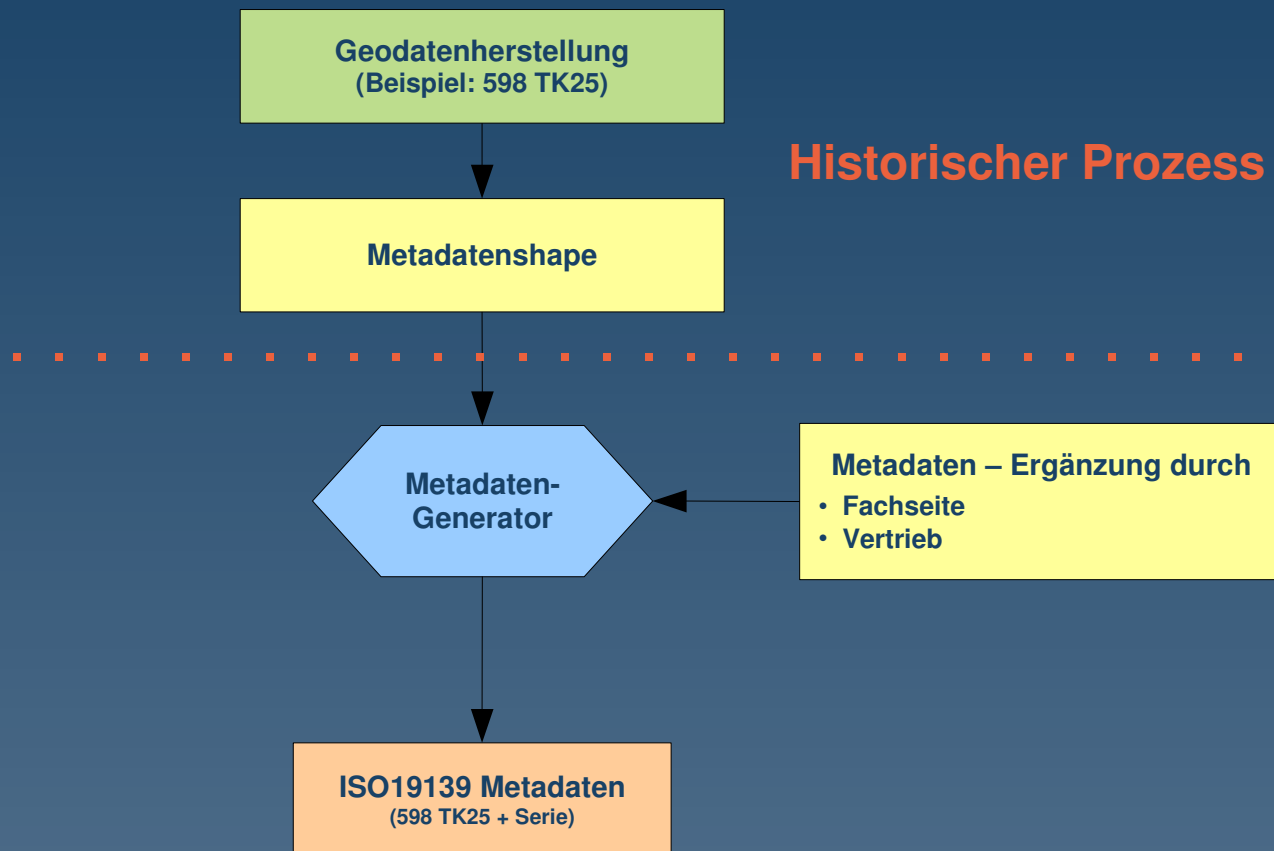 Geodatenherstellung
(Beispiel: 598 TK25)
Historischer Prozess
Metadatenshape
Metadaten-
Generator
Metadaten – Ergänzung durch
• Fachseite
• Vertrieb
ISO19139 Metadaten
(598 TK25 + Serie)